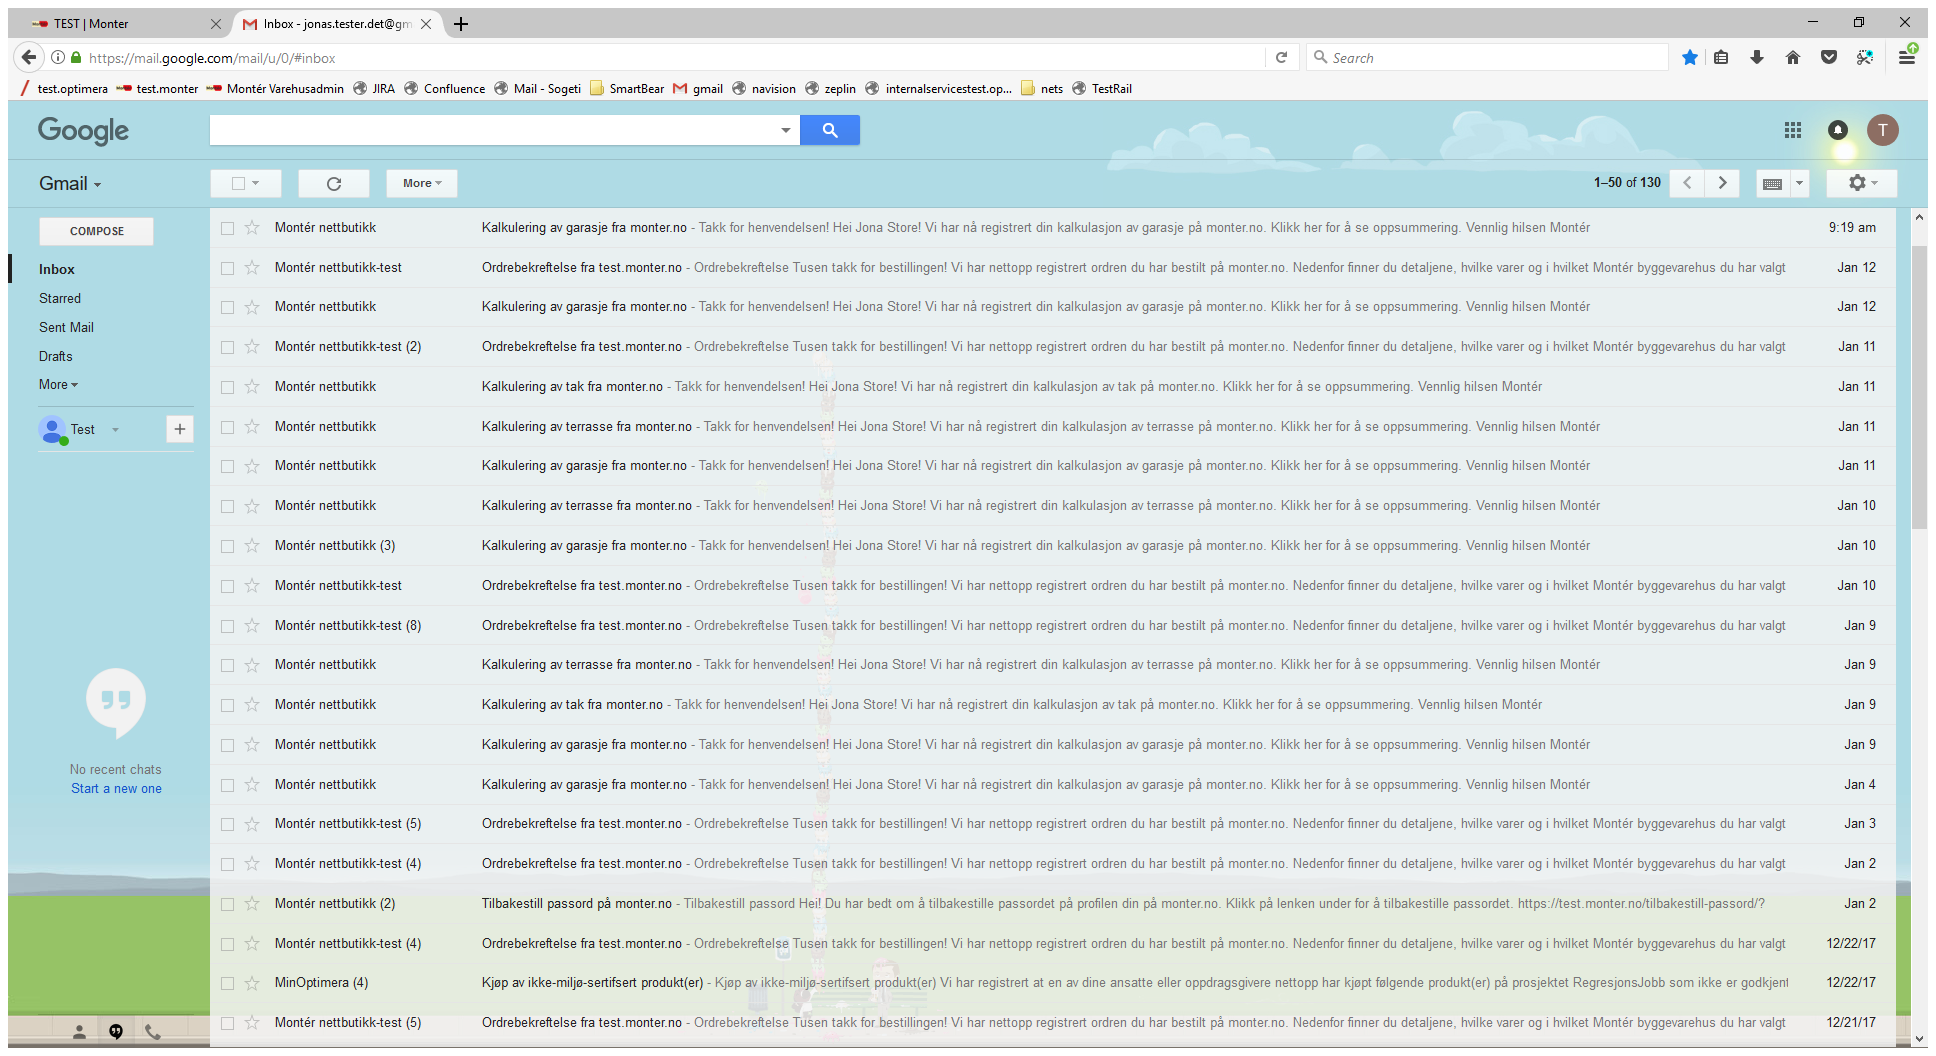 TEST | Monter
Inbox - jonas.tester.det@gm
https://mail.google.com/mail/u/0/#inbox
Search
test.optimera test.monter Montér Varehusadmin JIRA Confluence Mail - Sogeti SmartBear gmail navision zeplin internalservicestest.op... nets TestRail
Google
T
Gmail
More
1–50 of 130
COMPOSE
Inbox
Starred
Sent Mail
Drafts
More
Test
No recent chats
Start a new one
Montér nettbutikk Kalkulering av garasje fra monter.no - Takk for henvendelsen! Hei Jona Store! Vi har nå registrert din kalkulasjon av garasje på monter.no. Klikk her for å se oppsummering. Vennlig hilsen Montér 9:19 am
Montér nettbutikk-test Ordrebekreftelse fra test.monter.no - Ordrebekreftelse Tusen takk for bestillingen! Vi har nettopp registrert ordren du har bestilt på monter.no. Nedenfor finner du detaljene, hvilke varer og i hvilket Montér byggevarehus du har valgt Jan 12
Montér nettbutikk Kalkulering av garasje fra monter.no - Takk for henvendelsen! Hei Jona Store! Vi har nå registrert din kalkulasjon av garasje på monter.no. Klikk her for å se oppsummering. Vennlig hilsen Montér Jan 12
Montér nettbutikk-test (2) Ordrebekreftelse fra test.monter.no - Ordrebekreftelse Tusen takk for bestillingen! Vi har nettopp registrert ordren du har bestilt på monter.no. Nedenfor finner du detaljene, hvilke varer og i hvilket Montér byggevarehus du har valgt Jan 11
Montér nettbutikk Kalkulering av tak fra monter.no - Takk for henvendelsen! Hei Jona Store! Vi har nå registrert din kalkulasjon av tak på monter.no. Klikk her for å se oppsummering. Vennlig hilsen Montér Jan 11
Montér nettbutikk Kalkulering av terrasse fra monter.no - Takk for henvendelsen! Hei Jona Store! Vi har nå registrert din kalkulasjon av terrasse på monter.no. Klikk her for å se oppsummering. Vennlig hilsen Montér Jan 11
Montér nettbutikk Kalkulering av garasje fra monter.no - Takk for henvendelsen! Hei Jona Store! Vi har nå registrert din kalkulasjon av garasje på monter.no. Klikk her for å se oppsummering. Vennlig hilsen Montér Jan 11
Montér nettbutikk Kalkulering av terrasse fra monter.no - Takk for henvendelsen! Hei Jona Store! Vi har nå registrert din kalkulasjon av terrasse på monter.no. Klikk her for å se oppsummering. Vennlig hilsen Montér Jan 10
Montér nettbutikk (3) Kalkulering av garasje fra monter.no - Takk for henvendelsen! Hei Jona Store! Vi har nå registrert din kalkulasjon av garasje på monter.no. Klikk her for å se oppsummering. Vennlig hilsen Montér Jan 10
Montér nettbutikk-test Ordrebekreftelse fra test.monter.no - Ordrebekreftelse Tusen takk for bestillingen! Vi har nettopp registrert ordren du har bestilt på monter.no. Nedenfor finner du detaljene, hvilke varer og i hvilket Montér byggevarehus du har valgt Jan 10
Montér nettbutikk-test (8) Ordrebekreftelse fra test.monter.no - Ordrebekreftelse Tusen takk for bestillingen! Vi har nettopp registrert ordren du har bestilt på monter.no. Nedenfor finner du detaljene, hvilke varer og i hvilket Montér byggevarehus du har valgt Jan 9
Montér nettbutikk Kalkulering av terrasse fra monter.no - Takk for henvendelsen! Hei Jona Store! Vi har nå registrert din kalkulasjon av terrasse på monter.no. Klikk her for å se oppsummering. Vennlig hilsen Montér Jan 9
Montér nettbutikk Kalkulering av tak fra monter.no - Takk for henvendelsen! Hei Jona Store! Vi har nå registrert din kalkulasjon av tak på monter.no. Klikk her for å se oppsummering. Vennlig hilsen Montér Jan 9
Montér nettbutikk Kalkulering av garasje fra monter.no - Takk for henvendelsen! Hei Jona Store! Vi har nå registrert din kalkulasjon av garasje på monter.no. Klikk her for å se oppsummering. Vennlig hilsen Montér Jan 9
Montér nettbutikk Kalkulering av garasje fra monter.no - Takk for henvendelsen! Hei Jona Store! Vi har nå registrert din kalkulasjon av garasje på monter.no. Klikk her for å se oppsummering. Vennlig hilsen Montér Jan 4
Montér nettbutikk-test (5) Ordrebekreftelse fra test.monter.no - Ordrebekreftelse Tusen takk for bestillingen! Vi har nettopp registrert ordren du har bestilt på monter.no. Nedenfor finner du detaljene, hvilke varer og i hvilket Montér byggevarehus du har valgt Jan 3
Montér nettbutikk-test (4) Ordrebekreftelse fra test.monter.no - Ordrebekreftelse Tusen takk for bestillingen! Vi har nettopp registrert ordren du har bestilt på monter.no. Nedenfor finner du detaljene, hvilke varer og i hvilket Montér byggevarehus du har valgt Jan 2
Montér nettbutikk (2) Tilbakestill passord på monter.no - Tilbakestill passord Hei! Du har bedt om å tilbakestille passordet på profilen din på monter.no. Klikk på lenken under for å tilbakestille passordet. https://test.monter.no/tilbakestill-passord/? Jan 2
Montér nettbutikk-test (4) Ordrebekreftelse fra test.monter.no - Ordrebekreftelse Tusen takk for bestillingen! Vi har nettopp registrert ordren du har bestilt på monter.no. Nedenfor finner du detaljene, hvilke varer og i hvilket Montér byggevarehus du har valgt 12/22/17
MinOptimera (4) Kjøp av ikke-miljø-sertifsert produkt(er) - Kjøp av ikke-miljø-sertifsert produkt(er) Vi har registrert at en av dine ansatte eller oppdragsgivere nettopp har kjøpt følgende produkt(er) på prosjektet RegresjonsJobb som ikke er godkjent 12/22/17
Montér nettbutikk-test (5) Ordrebekreftelse fra test.monter.no - Ordrebekreftelse Tusen takk for bestillingen! Vi har nettopp registrert ordren du har bestilt på monter.no. Nedenfor finner du detaljene, hvilke varer og i hvilket Montér byggevarehus du har valgt 12/21/17